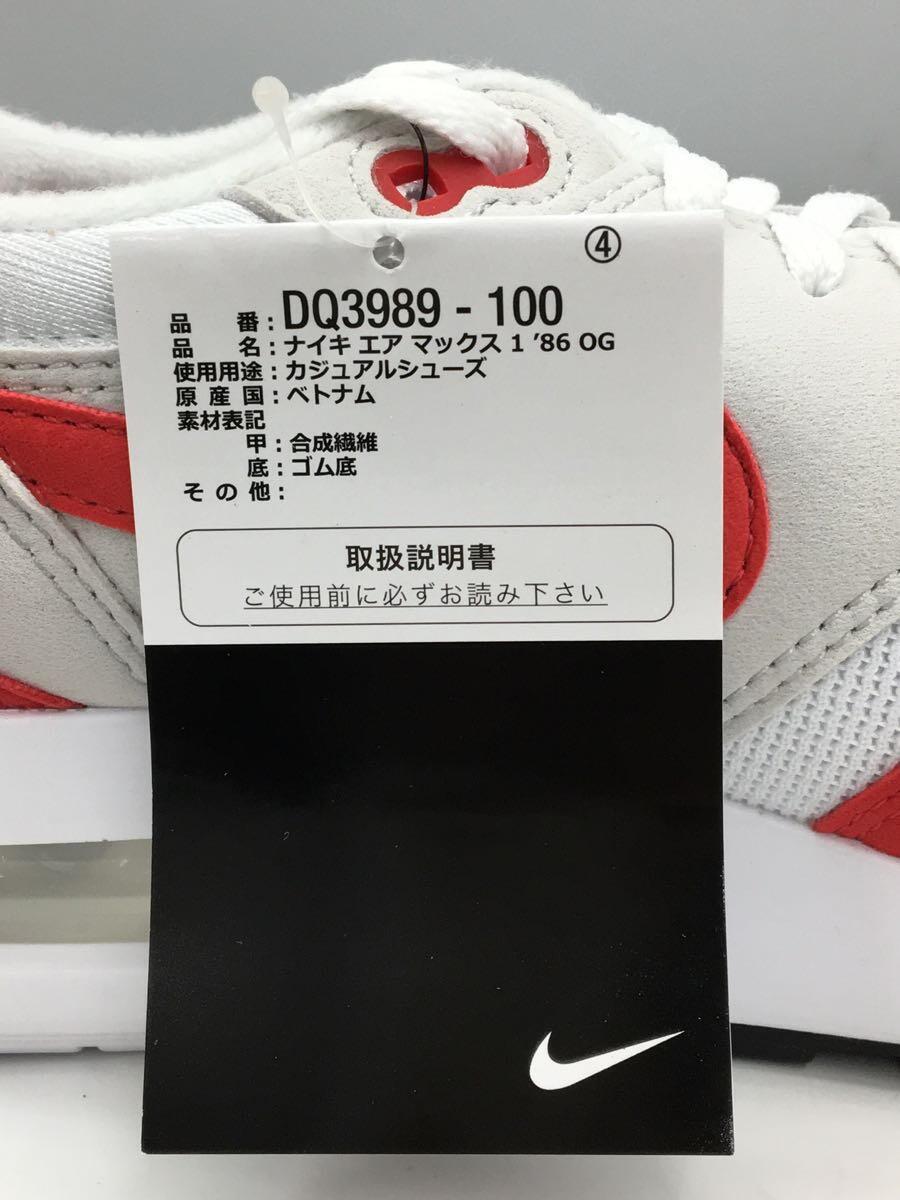 ④
品番:DQ3989 - 100
品名:ナイキ エア マックス 1 '86 OG
使用用途:カジュアルシューズ
原産国:ベトナム
素材表記
甲:合成繊維
底:ゴム底
その他:
取扱説明書
ご使用前に必ずお読み下さい